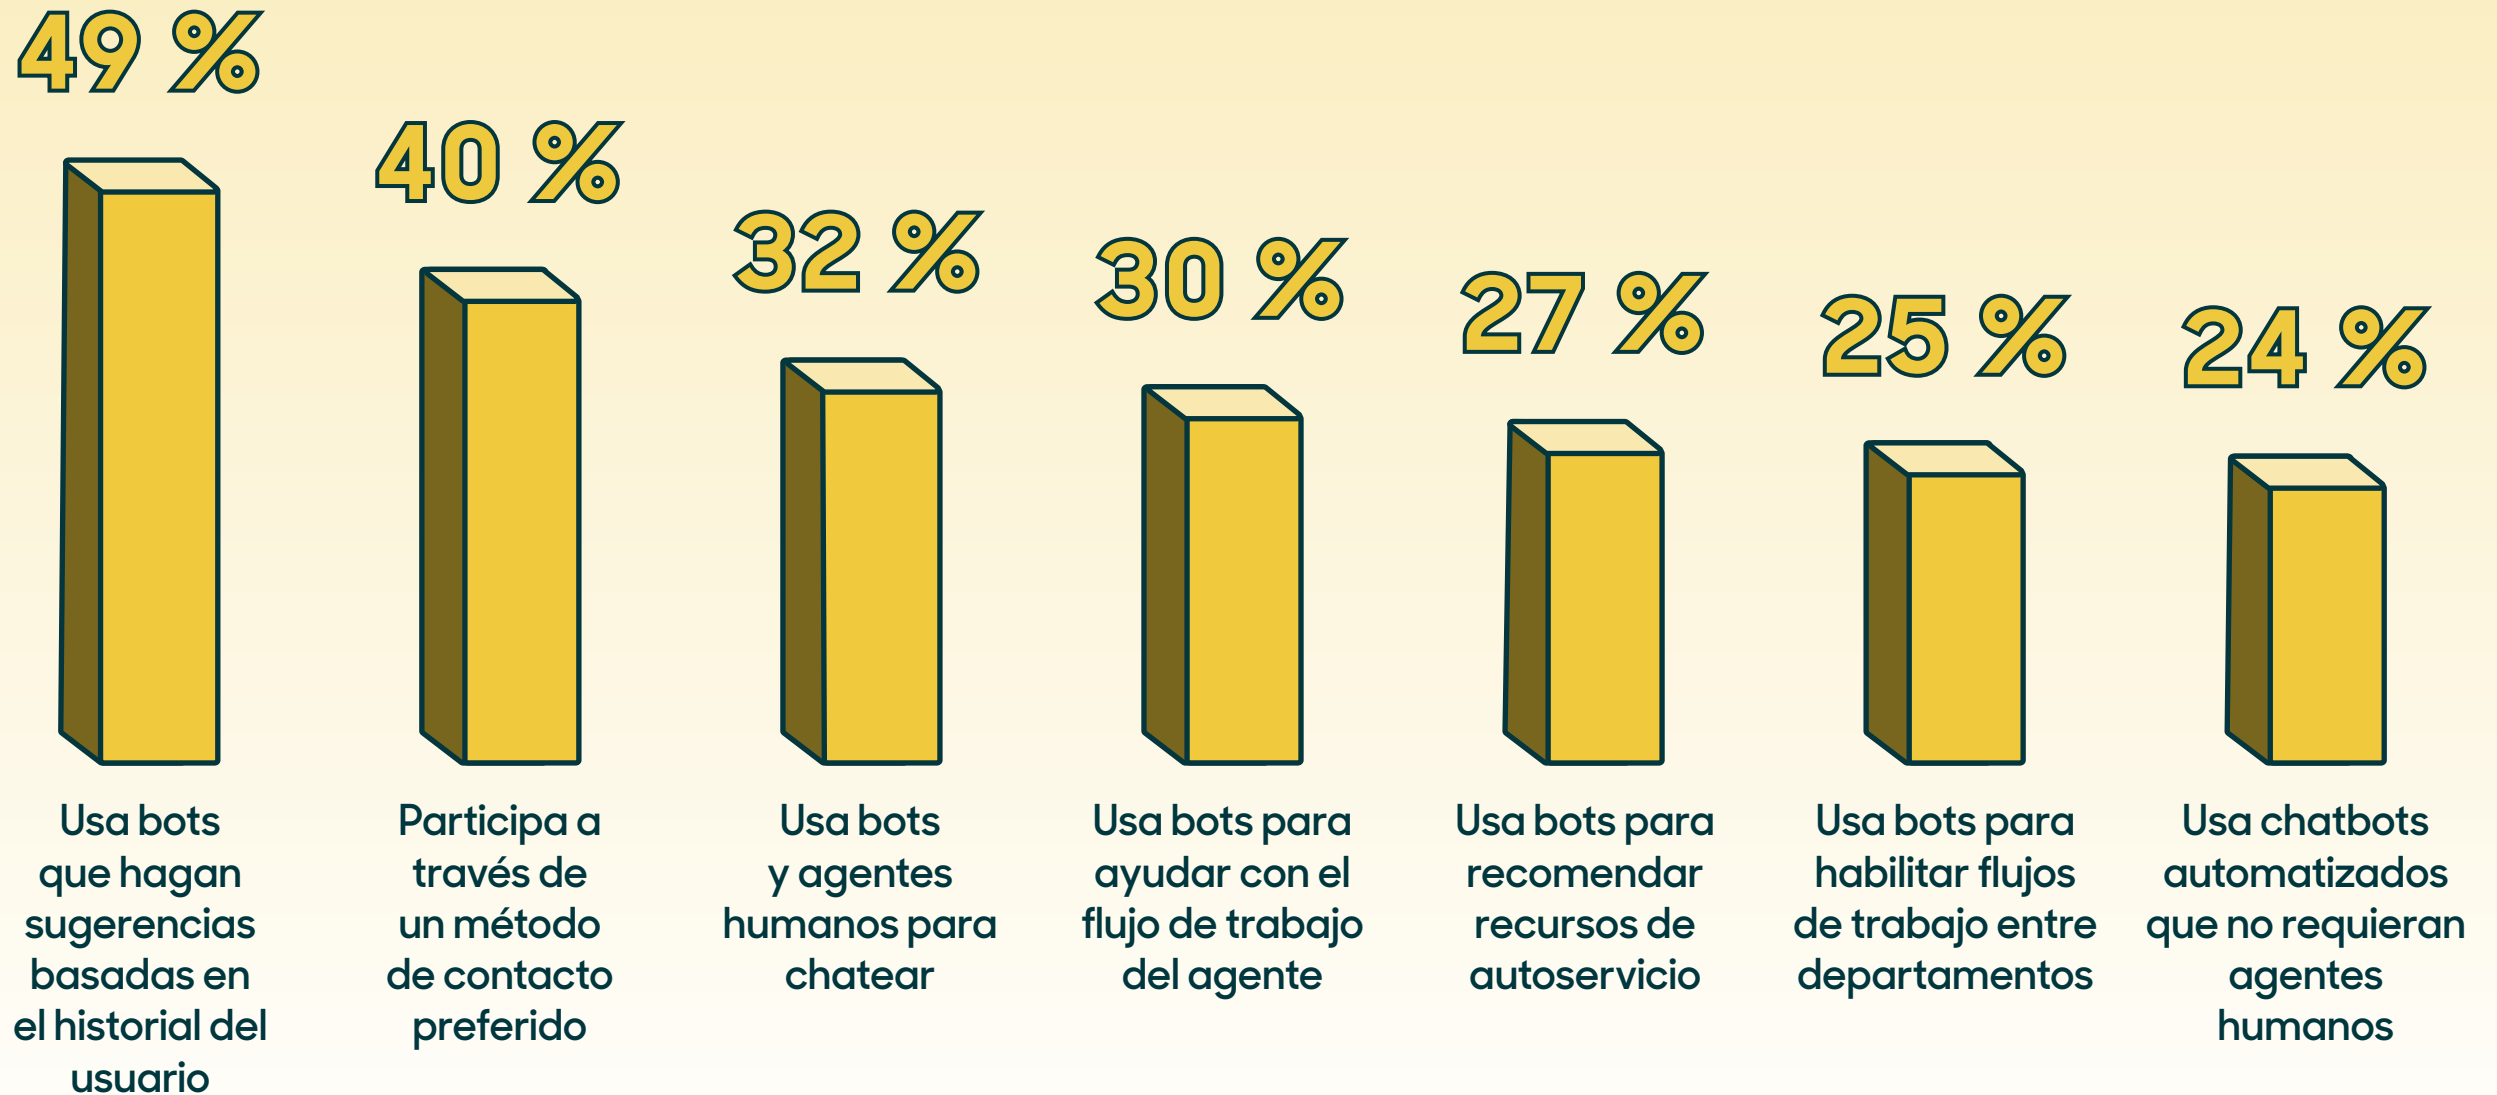 49 %
40 %
32 %
30 %
27 %
25 %
24 %
Usa bots
que hagan
sugerencias
basadas en
el historial del
usuario
Participa a
través de
un método
de contacto
preferido
Usa bots
y agentes
humanos para
chatear
Usa bots para
ayudar con el
flujo de trabajo
del agente
Usa bots para
recomendar
recursos de
autoservicio
Usa bots para
habilitar flujos
de trabajo entre
departamentos
Usa chatbots
automatizados
que no requieran
agentes
humanos